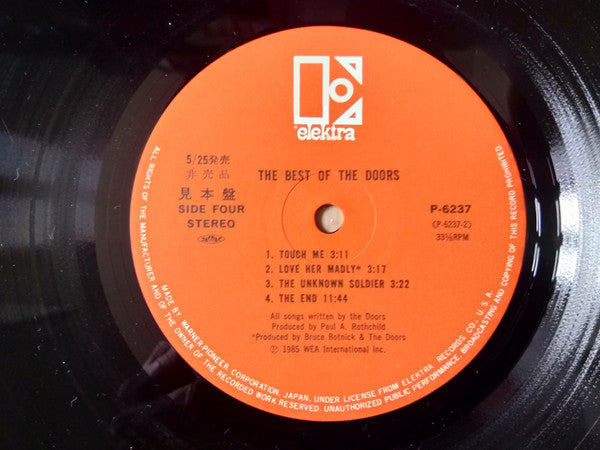 elektra
5/25発売
非売品
見本盤
SIDE FOUR
STEREO
THE BEST OF THE DOORS
P-6237
(P-6237-2)
33⅓RPM
1. TOUCH ME 3:11
2. LOVE HER MADLY* 3:17
3. THE UNKNOWN SOLDIER 3:22
4. THE END 11:44
All songs written by the Doors
Produced by Paul A. Rothchild
*Produced by Bruce Botnick & The Doors
Ⓟ 1985 WEA International Inc.
MADE BY WARNER-PIONEER CORPORATION, JAPAN, UNDER LICENSE FROM ELEKTRA RECORDS CO., U.S.A.
ALL RIGHTS OF THE MANUFACTURER AND OF THE OWNER OF THE RECORDED WORK RESERVED. UNAUTHORIZED PUBLIC PERFORMANCE, BROADCASTING AND COPYING OF THIS RECORD PROHIBITED.